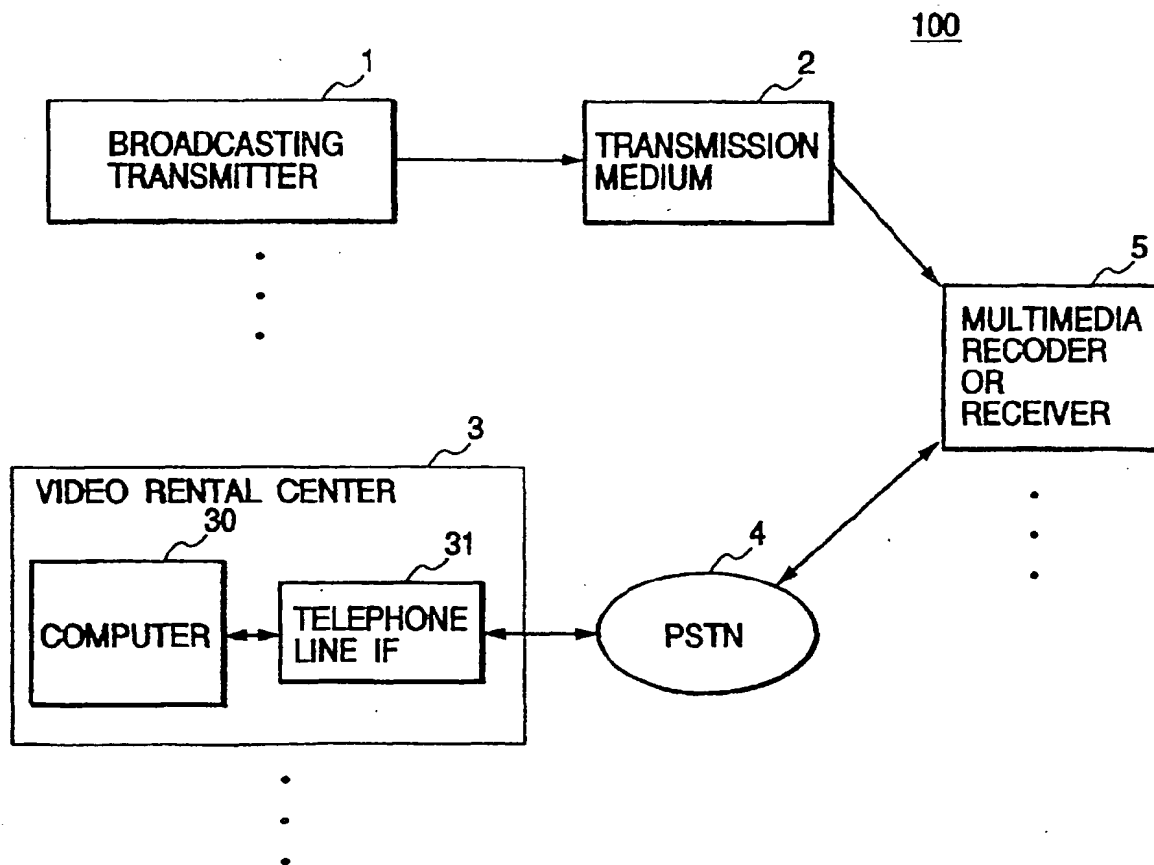 100
1
BROADCASTING
TRANSMITTER
2
TRANSMISSION
MEDIUM
5
MULTIMEDIA
RECODER
OR
RECEIVER
3
VIDEO RENTAL CENTER
30
COMPUTER
31
TELEPHONE
LINE IF
4
PSTN